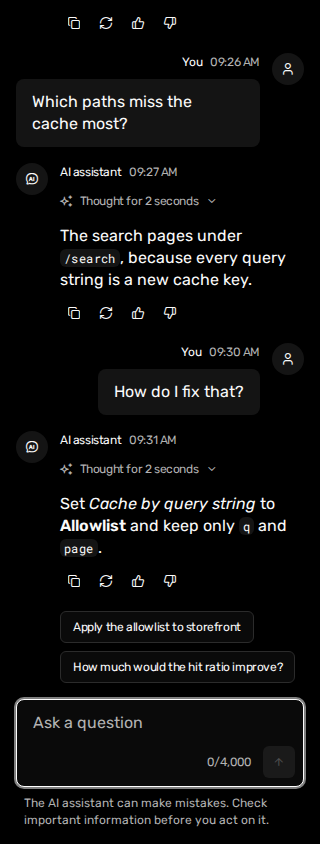 You 09:26 AM
Which paths miss the
cache most?
AI
AI assistant 09:27 AM
Thought for 2 seconds
The search pages under
/search, because every query
string is a new cache key.
You 09:30 AM
How do I fix that?
AI
AI assistant 09:31 AM
Thought for 2 seconds
Set Cache by query string to
Allowlist and keep only q and
page.
Apply the allowlist to storefront
How much would the hit ratio improve?
Ask a question
0/4,000
The AI assistant can make mistakes. Check
important information before you act on it.